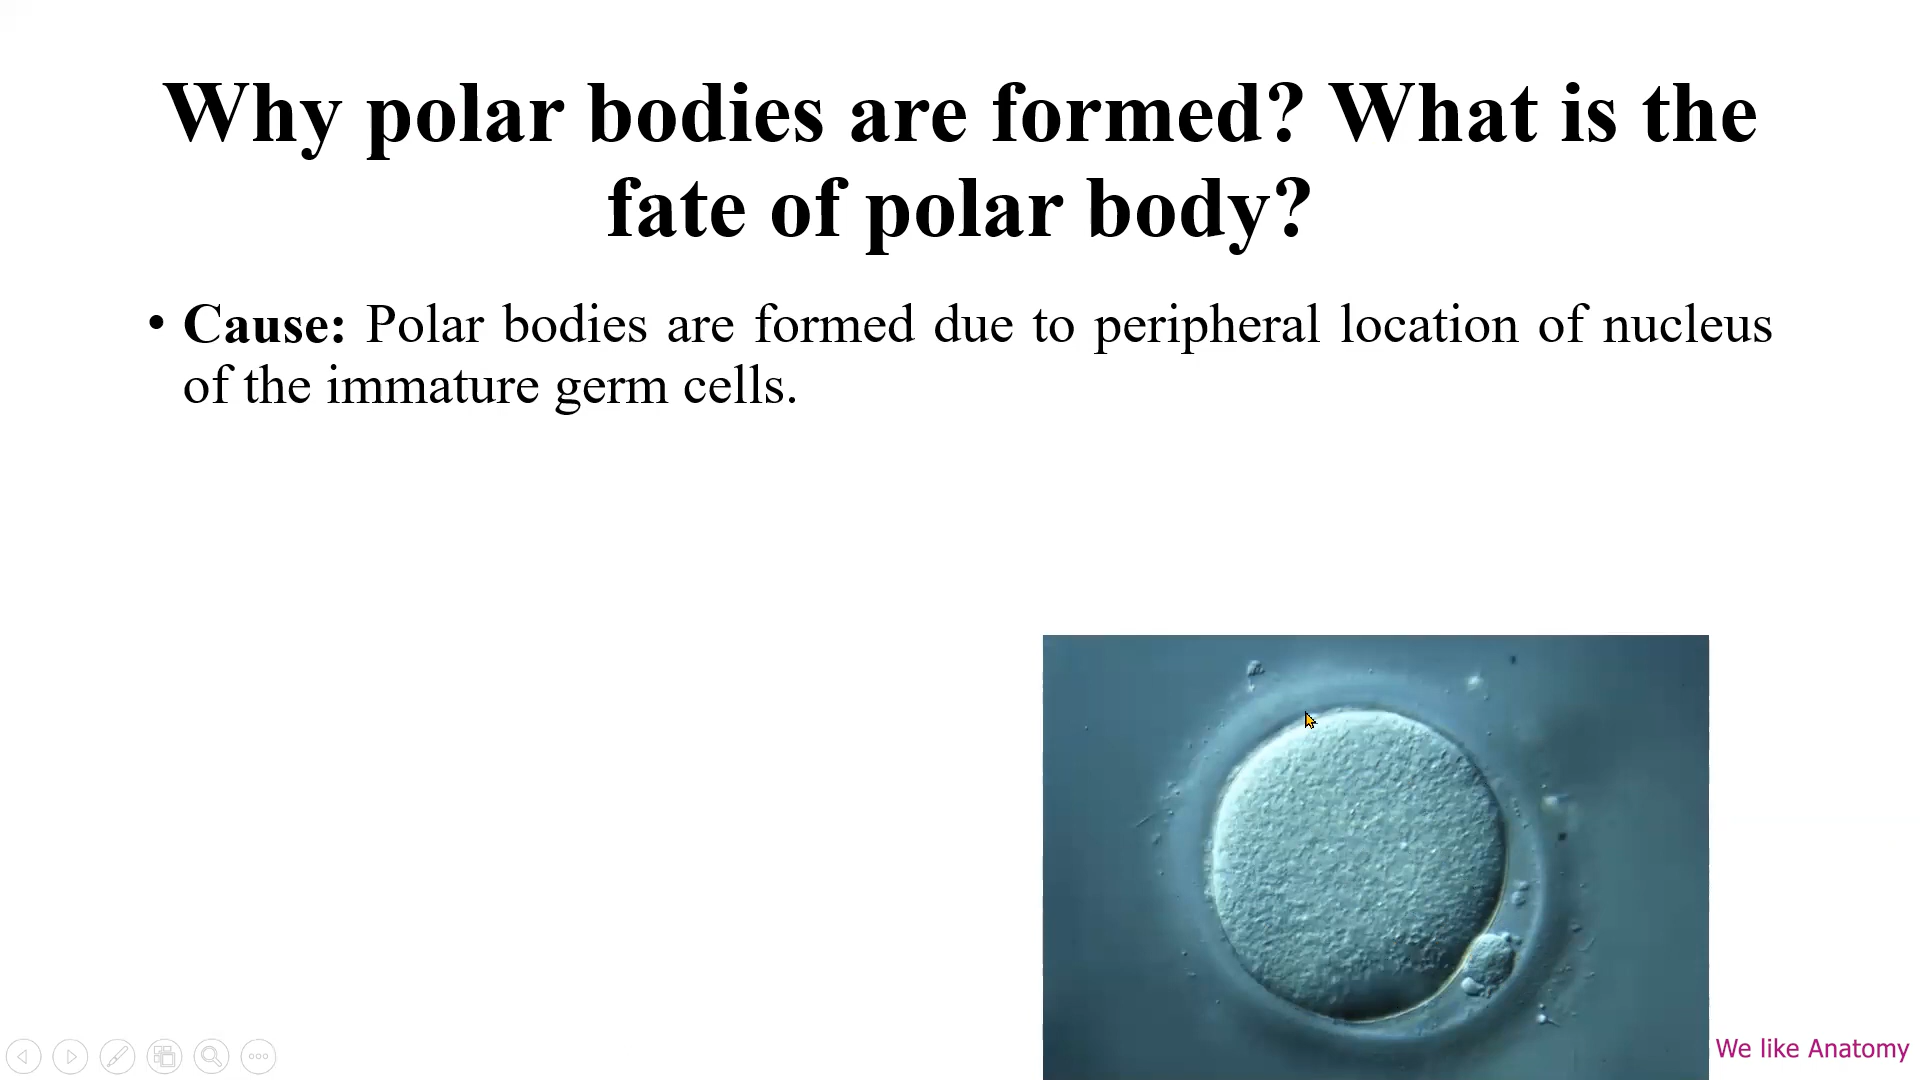 Why polar bodies are formed? What is the
fate of polar body?
• Cause: Polar bodies are formed due to peripheral location of nucleus
of the immature germ cells.
We like Anatomy